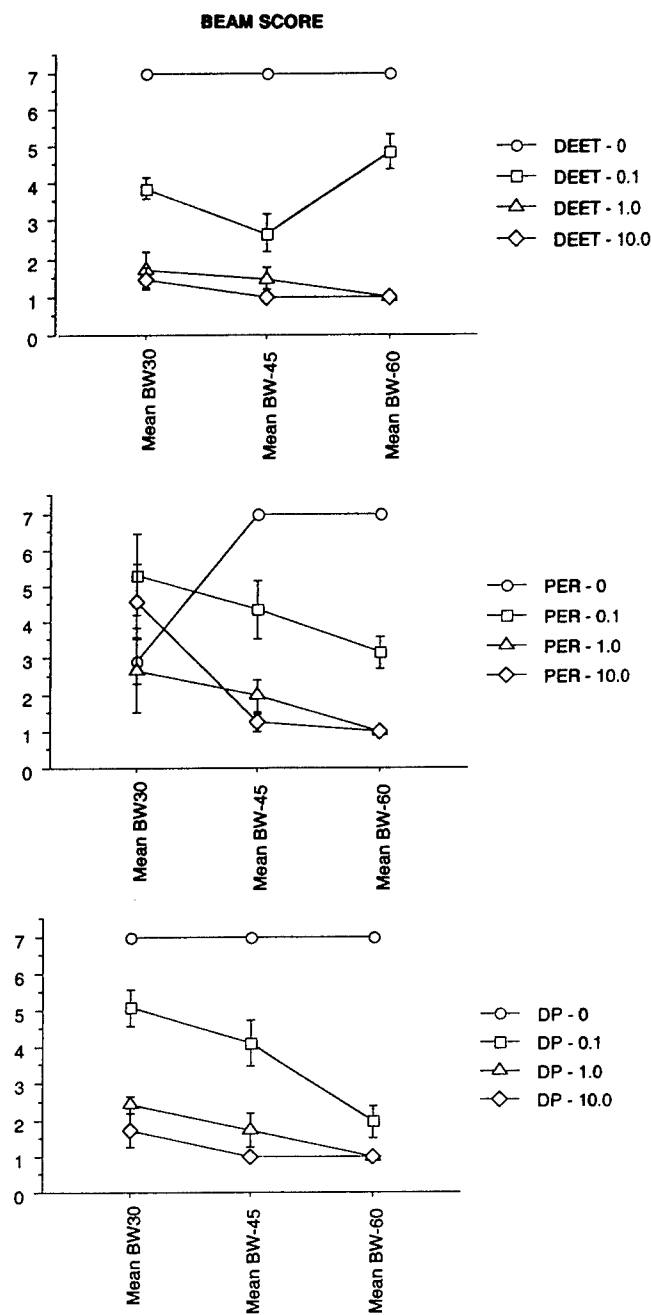 BEAM SCORE
7
6
5
4
3
2
1
0
Mean BW30
Mean BW-45
Mean BW-60
DEET - 0
DEET - 0.1
DEET - 1.0
DEET - 10.0
7
6
5
4
3
2
1
0
Mean BW30
Mean BW-45
Mean BW-60
PER - 0
PER - 0.1
PER - 1.0
PER - 10.0
7
6
5
4
3
2
1
0
Mean BW30
Mean BW-45
Mean BW-60
DP - 0
DP - 0.1
DP - 1.0
DP - 10.0